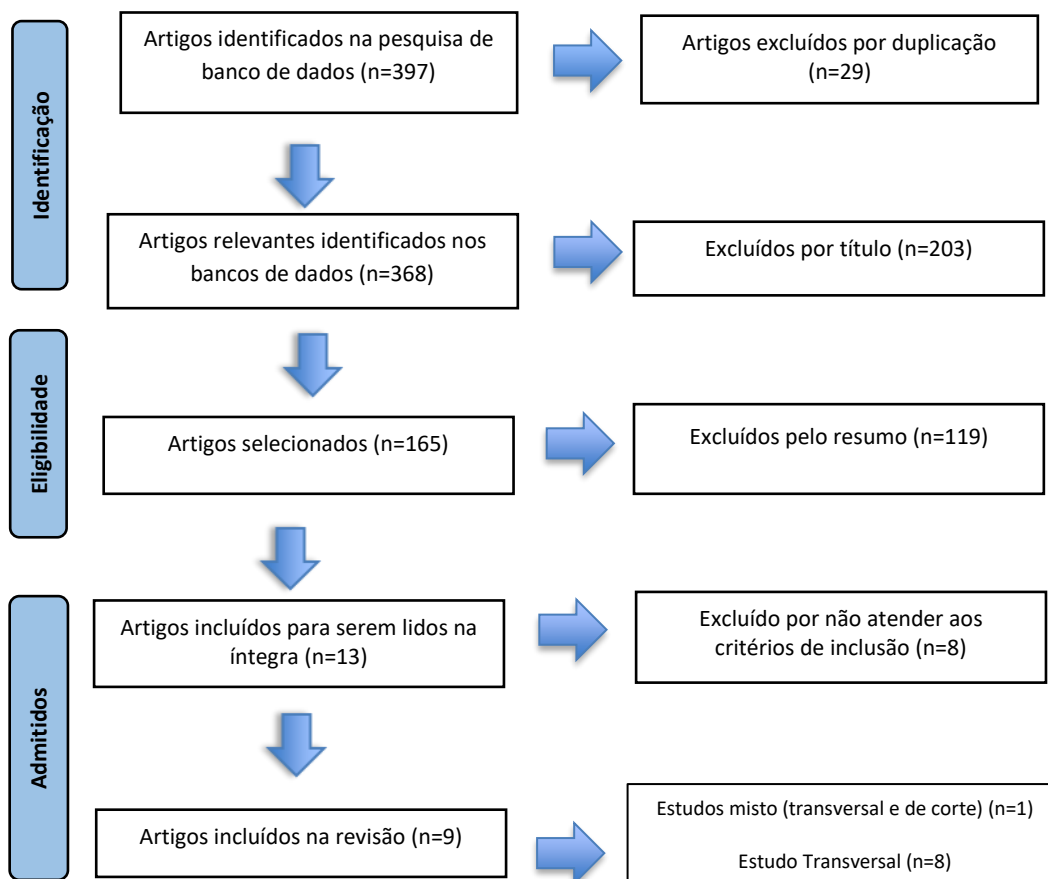 Identificação
Artigos identificados na pesquisa de
banco de dados (n=397)
Artigos excluídos por duplicação
(n=29)
Artigos relevantes identificados nos
bancos de dados (n=368)
Excluídos por título (n=203)
Eligibilidade
Artigos selecionados (n=165)
Excluídos pelo resumo (n=119)
Admitidos
Artigos incluídos para serem lidos na
íntegra (n=13)
Excluído por não atender aos
critérios de inclusão (n=8)
Artigos incluídos na revisão (n=9)
Estudos misto (transversal e de corte) (n=1)
Estudo Transversal (n=8)